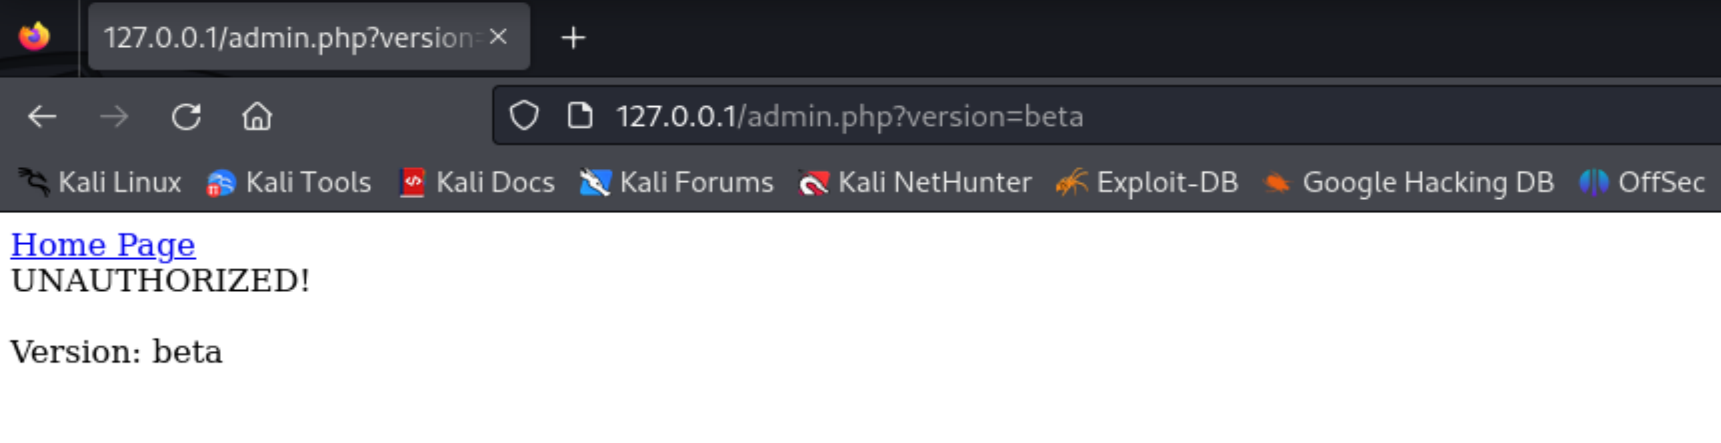 127.0.0.1/admin.php?version=
127.0.0.1/admin.php?version=beta
Kali Linux Kali Tools Kali Docs Kali Forums Kali NetHunter Exploit-DB Google Hacking DB OffSec
Home Page
UNAUTHORIZED!
Version: beta